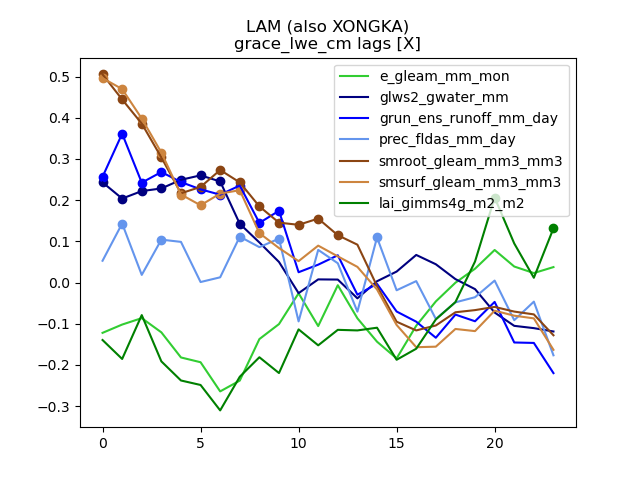 LAM (also XONGKA)
grace_lwe_cm lags [X]
e_gleam_mm_mon
glws2_gwater_mm
grun_ens_runoff_mm_day
prec_fldas_mm_day
smroot_gleam_mm3_mm3
smsurf_gleam_mm3_mm3
lai_gimms4g_m2_m2
0.5
0.4
0.3
0.2
0.1
0.0
−0.1
−0.2
−0.3
0 5 10 15 20